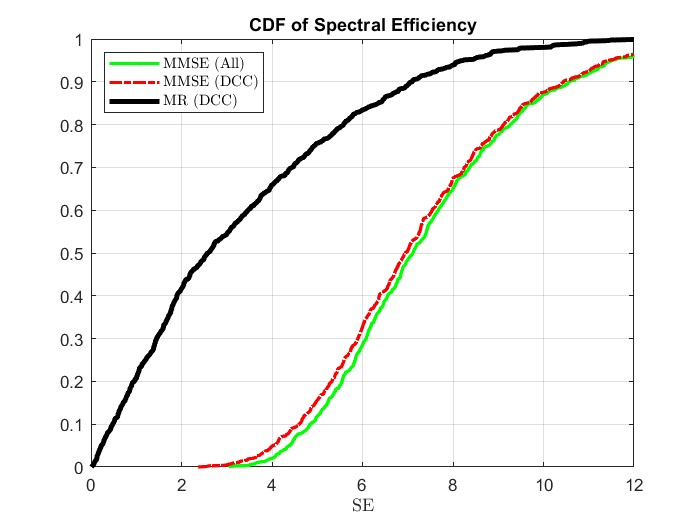 CDF of Spectral Efficiency
1
0.9
0.8
0.7
0.6
0.5
0.4
0.3
0.2
0.1
0
MMSE (All)
MMSE (DCC)
MR (DCC)
0 2 4 6 8 10 12
SE